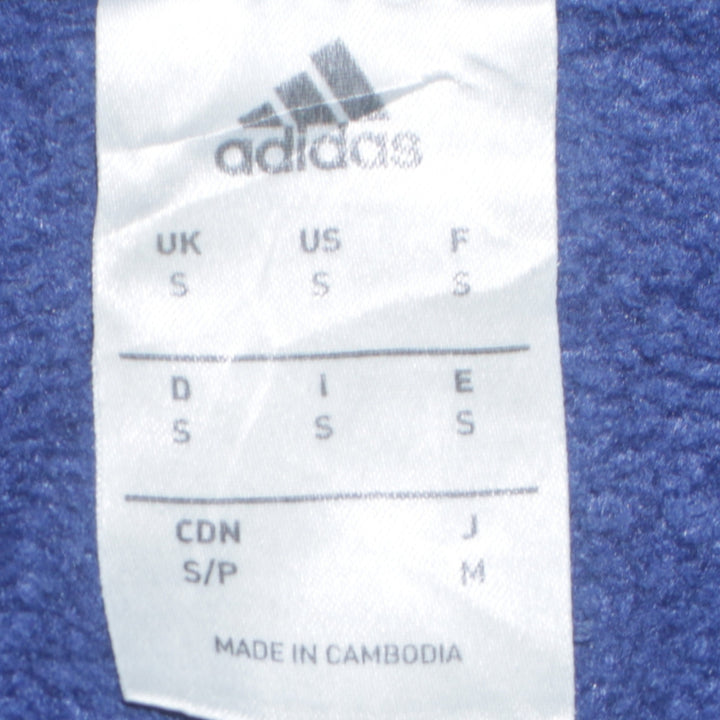 adidas
UK US F
S S S
D I E
S S S
CDN J
S/P M
MADE IN CAMBODIA